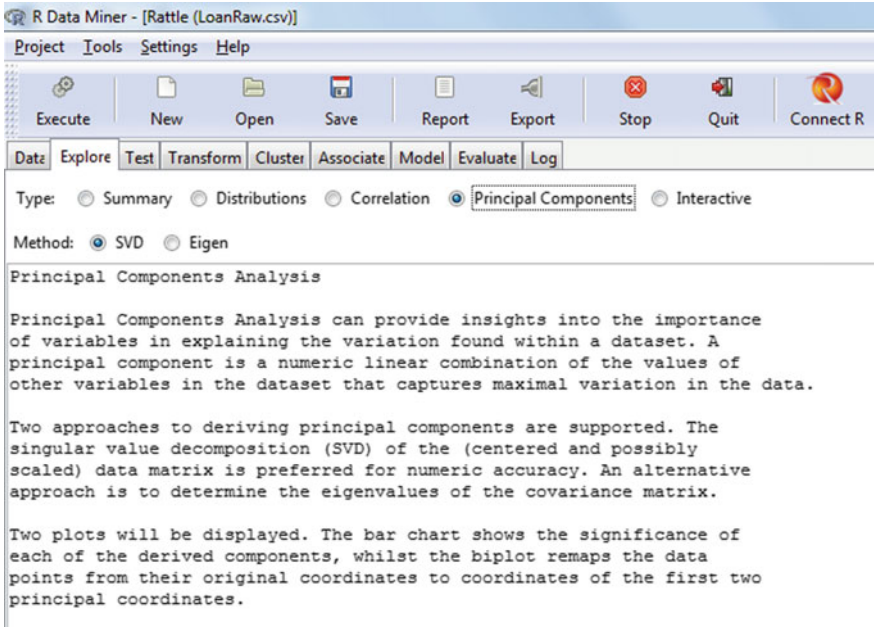 R Data Miner - [Rattle (LoanRaw.csv)]
Project Tools Settings Help
Execute New Open Save Report Export Stop Quit Connect R
Data Explore Test Transform Cluster Associate Model Evaluate Log
Type: Summary Distributions Correlation Principal Components Interactive
Method: SVD Eigen
Principal Components Analysis
Principal Components Analysis can provide insights into the importance
of variables in explaining the variation found within a dataset. A
principal component is a numeric linear combination of the values of
other variables in the dataset that captures maximal variation in the data.
Two approaches to deriving principal components are supported. The
singular value decomposition (SVD) of the (centered and possibly
scaled) data matrix is preferred for numeric accuracy. An alternative
approach is to determine the eigenvalues of the covariance matrix.
Two plots will be displayed. The bar chart shows the significance of
each of the derived components, whilst the biplot remaps the data
points from their original coordinates to coordinates of the first two
principal coordinates.